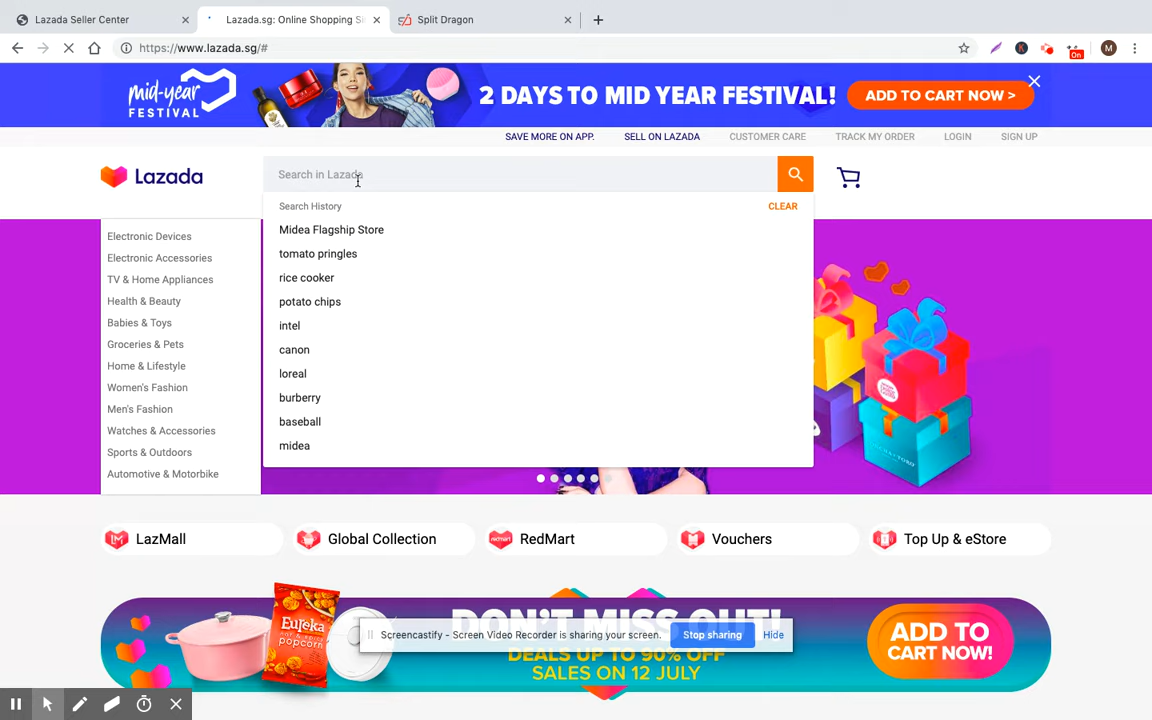 Lazada Seller Center
Lazada.sg: Online Shopping Si
Split Dragon
https://www.lazada.sg/#
On
M
mid-year
FESTIVAL
2 DAYS TO MID YEAR FESTIVAL!
ADD TO CART NOW >
SAVE MORE ON APP.
SELL ON LAZADA
CUSTOMER CARE
TRACK MY ORDER
LOGIN
SIGN UP
Lazada
Search in Lazada
Search History
CLEAR
Midea Flagship Store
tomato pringles
rice cooker
potato chips
intel
canon
loreal
burberry
baseball
midea
Electronic Devices
Electronic Accessories
TV & Home Appliances
Health & Beauty
Babies & Toys
Groceries & Pets
Home & Lifestyle
Women's Fashion
Men's Fashion
Watches & Accessories
Sports & Outdoors
Automotive & Motorbike
LazMall
Global Collection
RedMart
Vouchers
Top Up & eStore
EUREKA
popcorn
DON'T MISS OUT!
DEALS UP TO 90% OFF
SALES ON 12 JULY
ADD TO
CART NOW!
Screencastify - Screen Video Recorder is sharing your screen.
Stop sharing
Hide